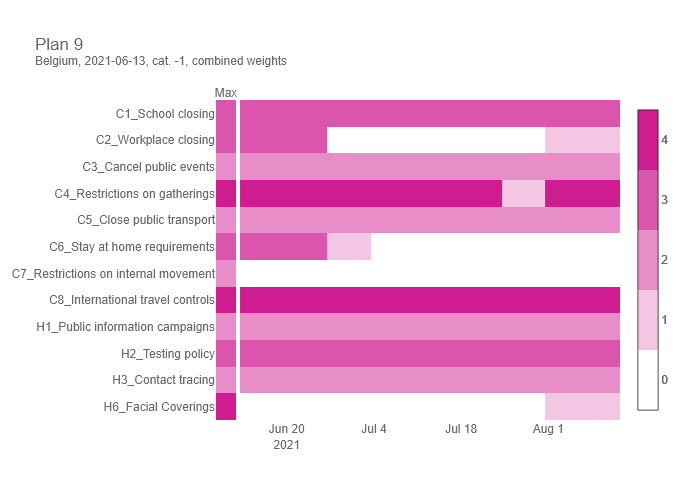 Plan 9
Belgium, 2021-06-13, cat. -1, combined weights
Max
C1_School closing
C2_Workplace closing
C3_Cancel public events
C4_Restrictions on gatherings
C5_Close public transport
C6_Stay at home requirements
C7_Restrictions on internal movement
C8_International travel controls
H1_Public information campaigns
H2_Testing policy
H3_Contact tracing
H6_Facial Coverings
Jun 20
2021
Jul 4
Jul 18
Aug 1
4
3
2
1
0